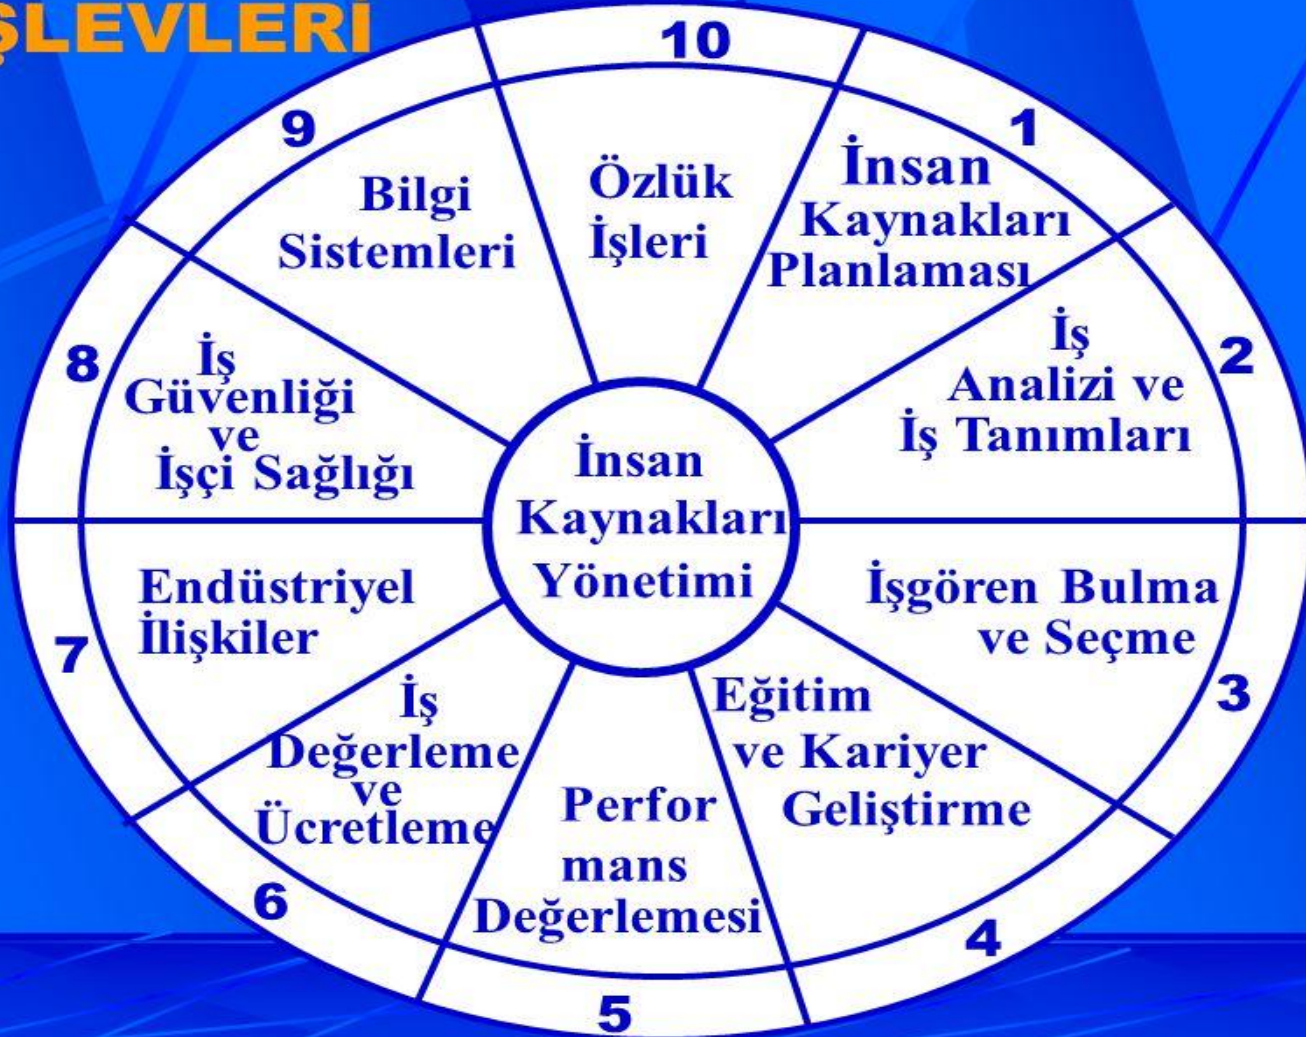 ŞLEVLERİ
10
Özlük
İşleri
1
İnsan
Kaynakları
Planlaması
2
İş
Analizi ve
İş Tanımları
3
İşgören Bulma
ve Seçme
4
Eğitim
ve Kariyer
Geliştirme
5
Perfor
mans
Değerlemesi
6
İş
Değerleme
ve
Ücretleme
7
Endüstriyel
İlişkiler
8
İş
Güvenliği
ve
İşçi Sağlığı
9
Bilgi
Sistemleri
İnsan
Kaynakları
Yönetimi